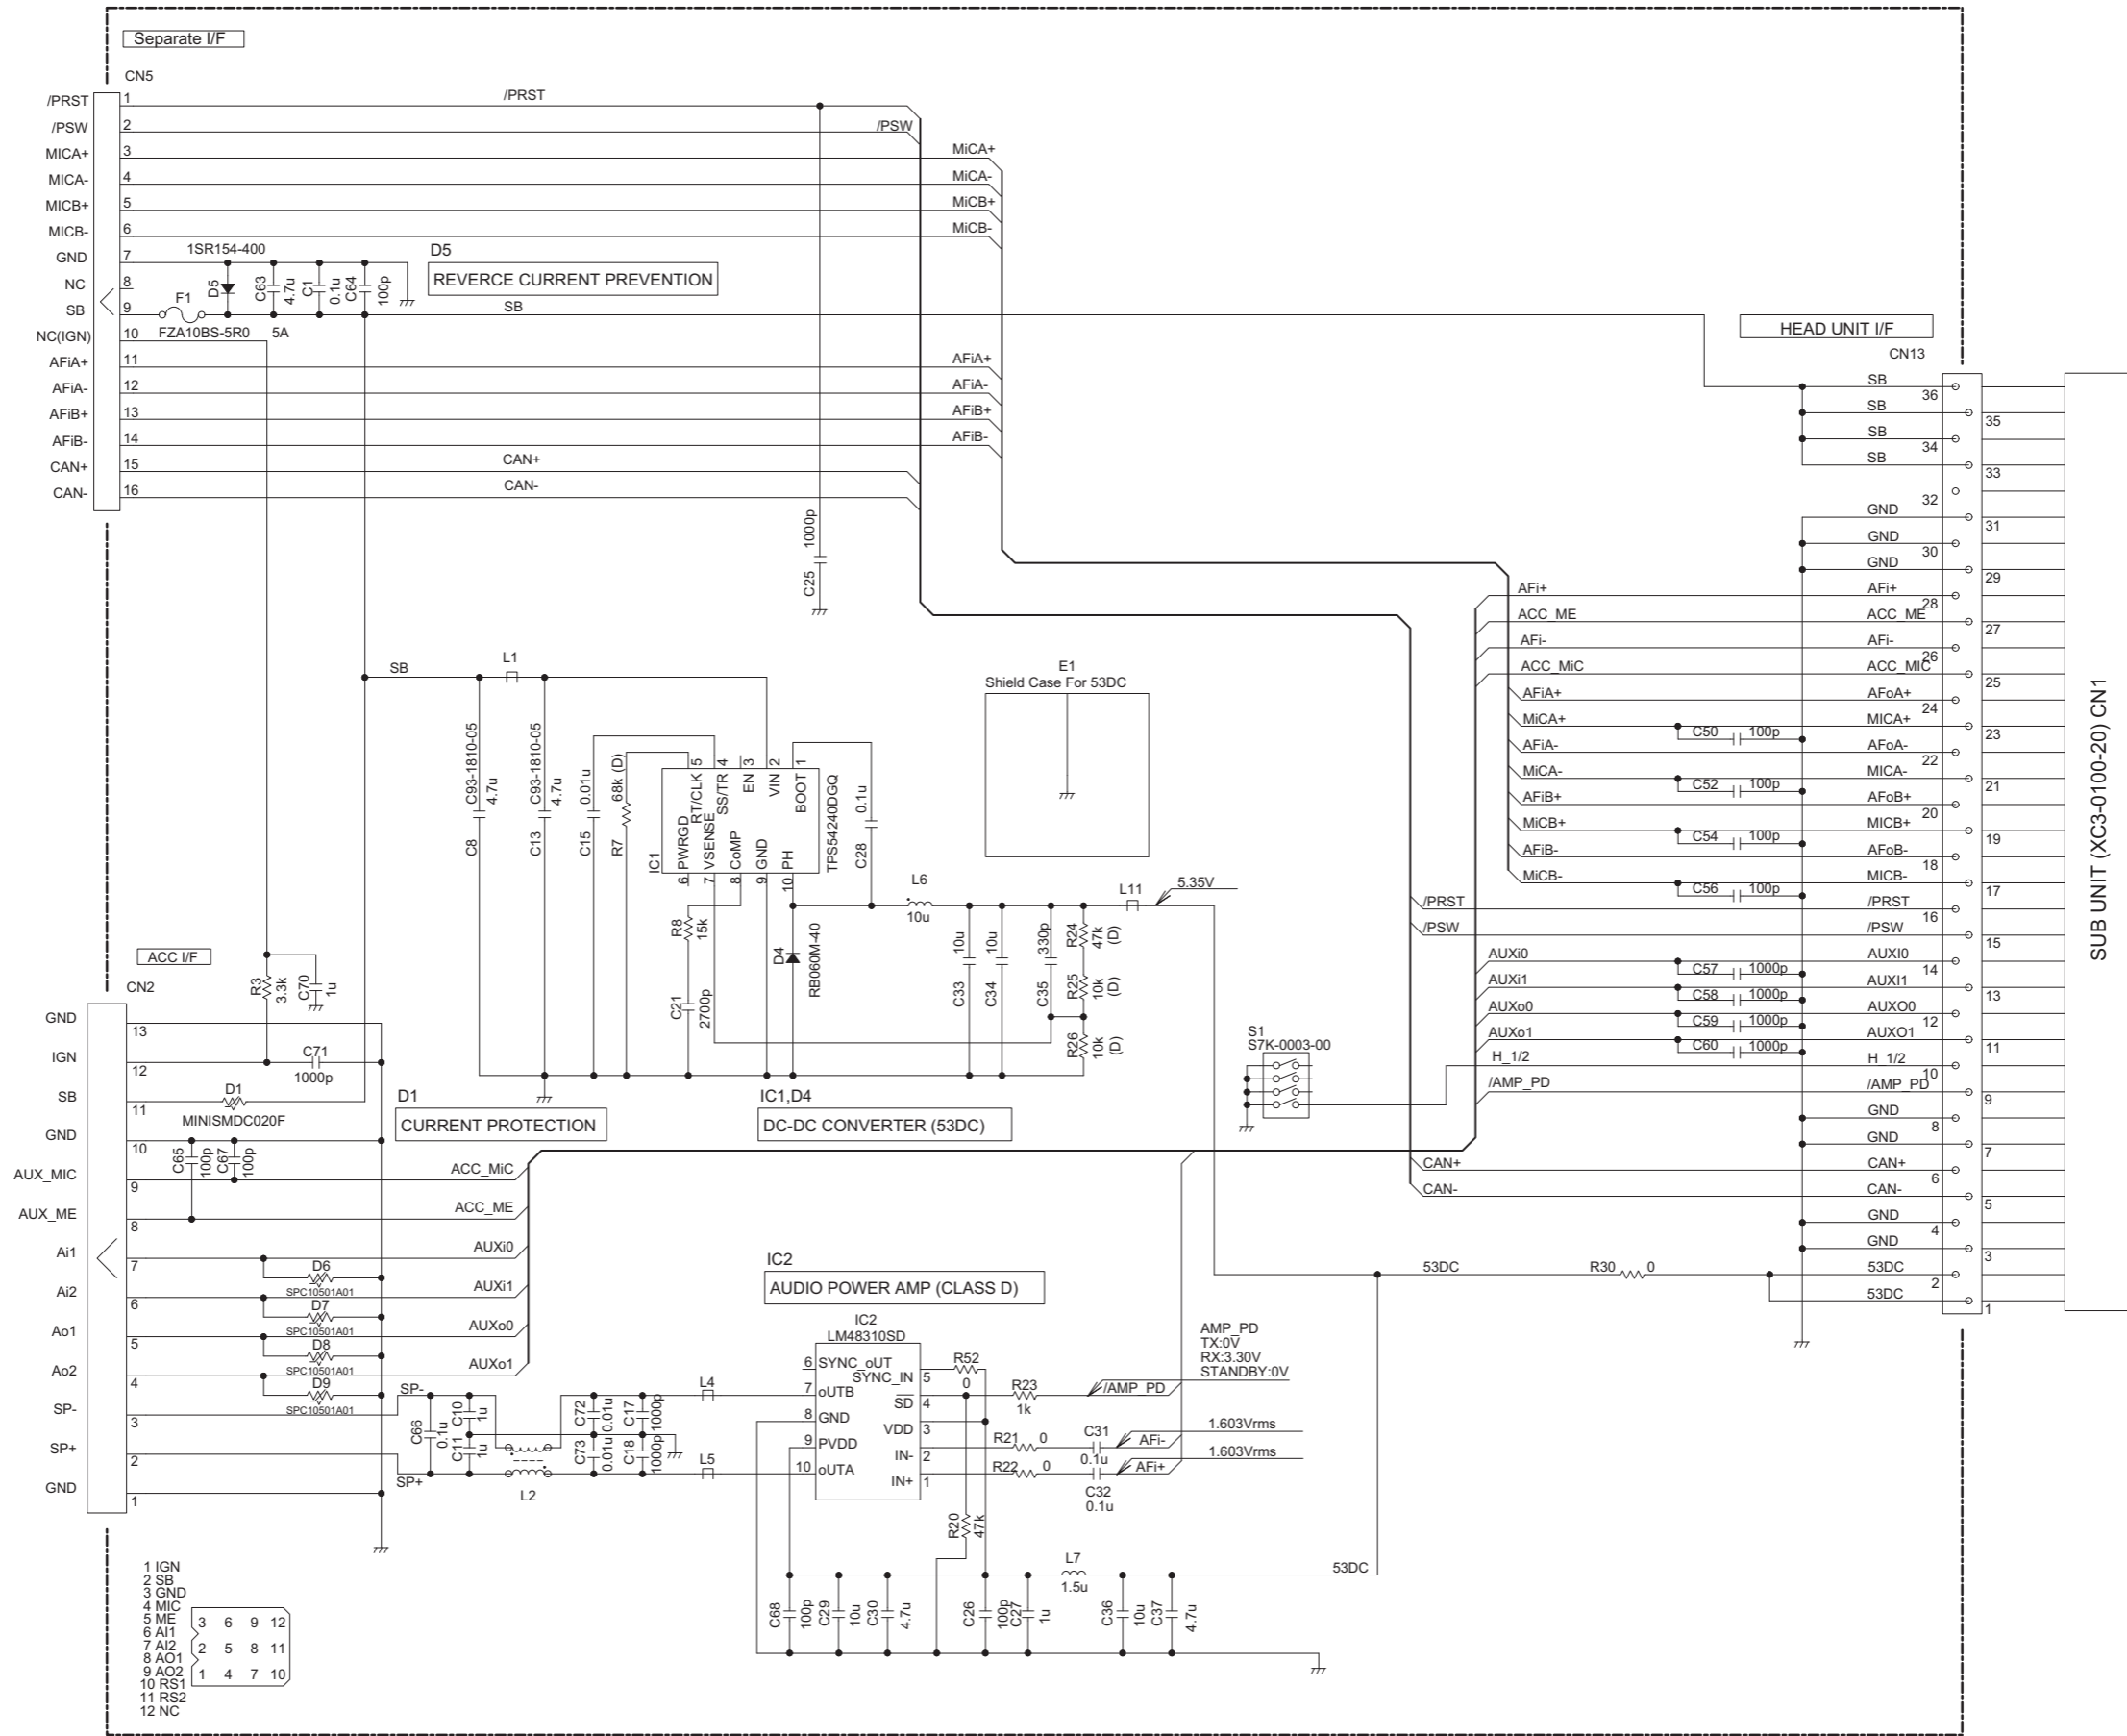 Separate I/F
CN5
/PRST 1 /PRST
/PSW 2 /PSW
MICA+ 3 MiCA+
MICA- 4 MiCA-
MICB+ 5 MiCB+
MICB- 6 MiCB-
GND 7
NC 8
SB 9 SB
NC(IGN) 10
AFiA+ 11 AFiA+
AFiA- 12 AFiA-
AFiB+ 13 AFiB+
AFiB- 14 AFiB-
CAN+ 15 CAN+
CAN- 16 CAN-
1SR154-400
D5
C63 4.7u
C1 0.1u
C64 100p
F1
FZA10BS-5R0 5A
D5
REVERCE CURRENT PREVENTION
C25 1000p
HEAD UNIT I/F
CN13
SB 36
SB 35
SB 34
SB 33
32
GND 31
GND 30
GND 29
AFi+ AFi+ 28
ACC_ME ACC_ME 27
AFi- AFi- 26
ACC_MiC ACC_MIC 25
AFiA+ AFoA+ 24
MiCA+ C50 100p MICA+ 23
AFiA- AFoA- 22
MiCA- C52 100p MICA- 21
AFiB+ AFoB+ 20
MiCB+ C54 100p MICB+ 19
AFiB- AFoB- 18
MiCB- C56 100p MICB- 17
/PRST /PRST 16
/PSW /PSW 15
AUXi0 C57 1000p AUXI0 14
AUXi1 C58 1000p AUXI1 13
AUXo0 C59 1000p AUXO0 12
AUXo1 C60 1000p AUXO1 11
H_1/2 H_1/2 10
/AMP_PD /AMP_PD 9
GND 8
GND 7
CAN+ CAN+ 6
CAN- CAN- 5
GND 4
GND 3
53DC R30 0 53DC 2
53DC 1
SUB UNIT (XC3-0100-20) CN1
SB L1
C8 C93-1810-05 4.7u
C13 C93-1810-05 4.7u
C15 0.01u
R7 68k (D)
IC1
TPS54240DGQ
5 RT/CLK
4 SS/TR
3 EN
2 VIN
1 BOOT
6 PWRGD
7 VSENSE
8 CoMP
9 GND
10 PH
C28 0.1u
R8 15k
C21 2700p
D4 RB060M-40
L6
10u
C33 10u
C34 10u
C35 330p
R24 47k (D)
R25 10k (D)
R26 10k (D)
L11
5.35V
E1
Shield Case For 53DC
S1
S7K-0003-00
IC1,D4
DC-DC CONVERTER (53DC)
D1
CURRENT PROTECTION
ACC I/F
CN2
R3 3.3k
C70 1u
GND 13
IGN 12
C71
1000p
SB 11
D1
MINISMDC020F
GND 10
C65 100p
C67 100p
AUX_MIC 9 ACC_MiC
AUX_ME 8 ACC_ME
Ai1 7 AUXi0
D6
SPC10501A01
Ai2 6 AUXi1
D7
SPC10501A01
Ao1 5 AUXo0
D8
SPC10501A01
Ao2 4 AUXo1
D9
SPC10501A01
SP- 3 SP-
SP+ 2 SP+
GND 1
C66 0.1u
C10 1u
C11 1u
L2
C72 0.01u
C73 0.01u
C17 1000p
C18 1000p
L4
L5
IC2
AUDIO POWER AMP (CLASS D)
IC2
LM48310SD
6 SYNC_oUT
SYNC_IN 5
7 oUTB
SD 4
8 GND
VDD 3
9 PVDD
IN- 2
10 oUTA
IN+ 1
R52
0
R23
1k
/AMP_PD
AMP_PD
TX:0V
RX:3.30V
STANDBY:0V
R21 0
C31
0.1u
AFi-
1.603Vrms
R22 0
C32
0.1u
AFi+
1.603Vrms
R20 47k
L7
1.5u
53DC
C68 100p
C29 10u
C30 4.7u
C26 100p
C27 1u
C36 10u
C37 4.7u
1 IGN
2 SB
3 GND
4 MIC
5 ME
6 AI1
7 AI2
8 AO1
9 AO2
10 RS1
11 RS2
12 NC
3 6 9 12
2 5 8 11
1 4 7 10